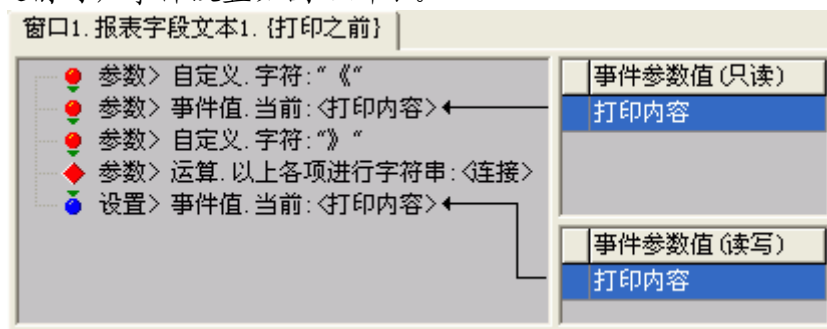 窗口1.报表字段文本1.{打印之前}
参数> 自定义.字符:"《"
参数> 事件值.当前:<打印内容>
参数> 自定义.字符:"》"
参数> 运算.以上各项进行字符串:<连接>
设置> 事件值.当前:<打印内容>
事件参数值(只读)
打印内容
事件参数值(读写)
打印内容